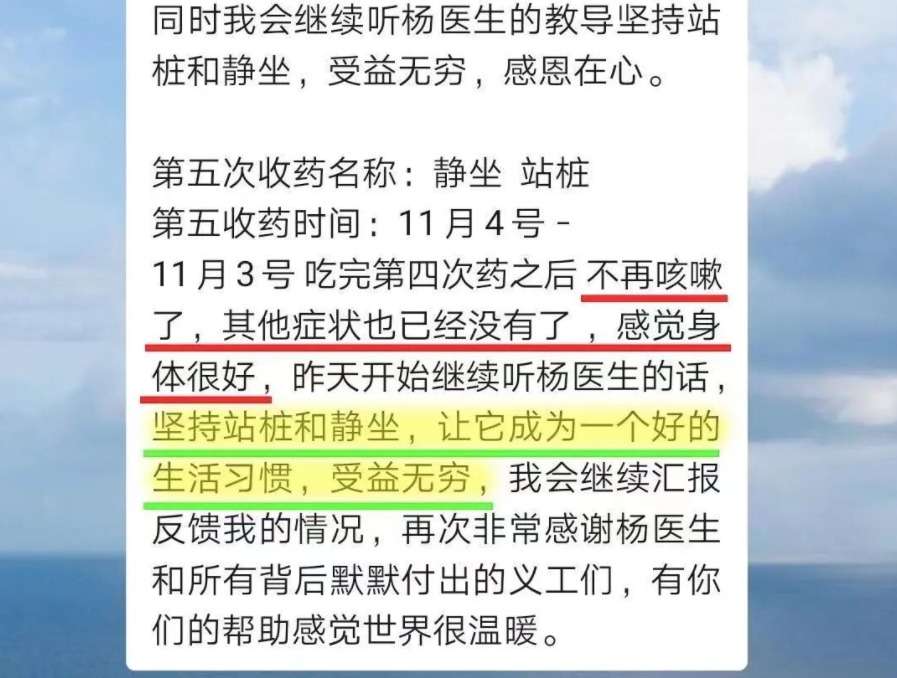 同时我会继续听杨医生的教导坚持站
桩和静坐，受益无穷，感恩在心。
第五次收药名称：静坐 站桩
第五收药时间：11月4号-
11月3号 吃完第四次药之后 不再咳嗽
了，其他症状也已经没有了，感觉身
体很好，昨天开始继续听杨医生的话，
坚持站桩和静坐，让它成为一个好的
生活习惯，受益无穷，我会继续汇报
反馈我的情况，再次非常感谢杨医生
和所有背后默默付出的义工们，有你
们的帮助感觉世界很温暖。